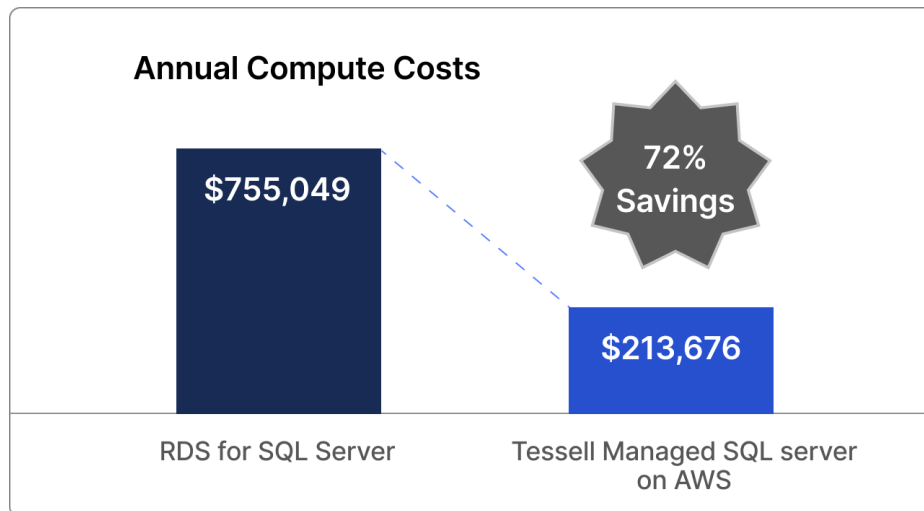 Annual Compute Costs
$755,049
72%
Savings
$213,676
RDS for SQL Server
Tessell Managed SQL server
on AWS